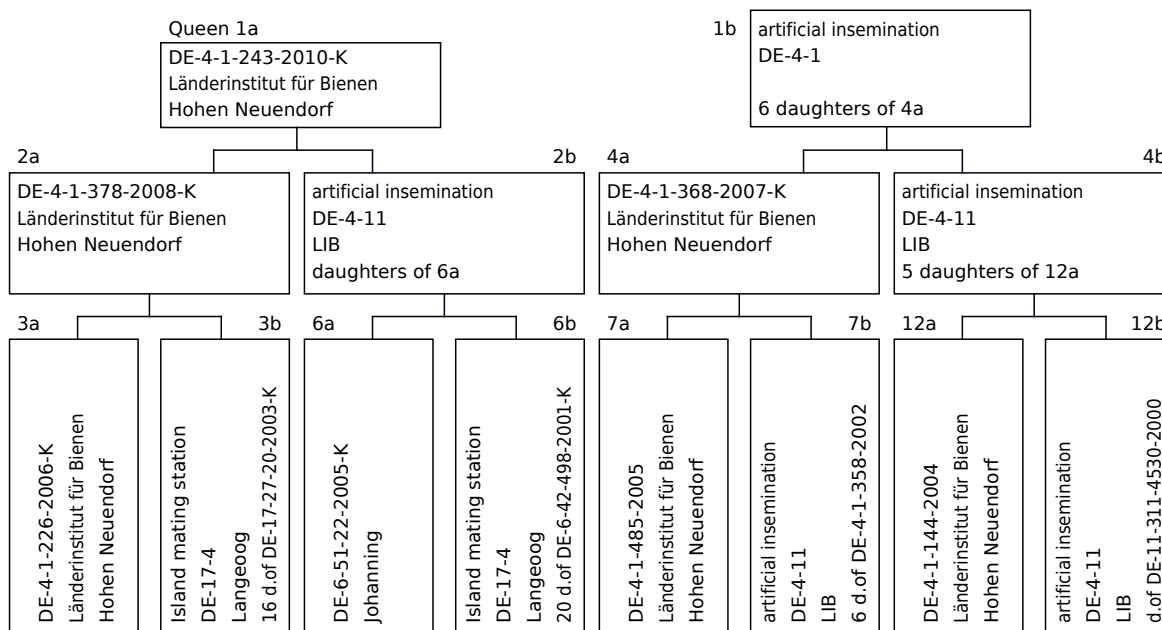 Queen 1a
DE-4-1-243-2010-K
Länderinstitut für Bienen
Hohen Neuendorf
1b
artificial insemination
DE-4-1
6 daughters of 4a
2a
DE-4-1-378-2008-K
Länderinstitut für Bienen
Hohen Neuendorf
2b
artificial insemination
DE-4-11
LIB
daughters of 6a
4a
DE-4-1-368-2007-K
Länderinstitut für Bienen
Hohen Neuendorf
4b
artificial insemination
DE-4-11
LIB
5 daughters of 12a
3a
DE-4-1-226-2006-K
Länderinstitut für Bienen
Hohen Neuendorf
3b
Island mating station
DE-17-4
Langeoog
16 d.of DE-17-27-20-2003-K
6a
DE-6-51-22-2005-K
Johanning
6b
Island mating station
DE-17-4
Langeoog
20 d.of DE-6-42-498-2001-K
7a
DE-4-1-485-2005
Länderinstitut für Bienen
Hohen Neuendorf
7b
artificial insemination
DE-4-11
LIB
6 d.of DE-4-1-358-2002
12a
DE-4-1-144-2004
Länderinstitut für Bienen
Hohen Neuendorf
12b
artificial insemination
DE-4-11
LIB
d.of DE-11-311-4530-2000